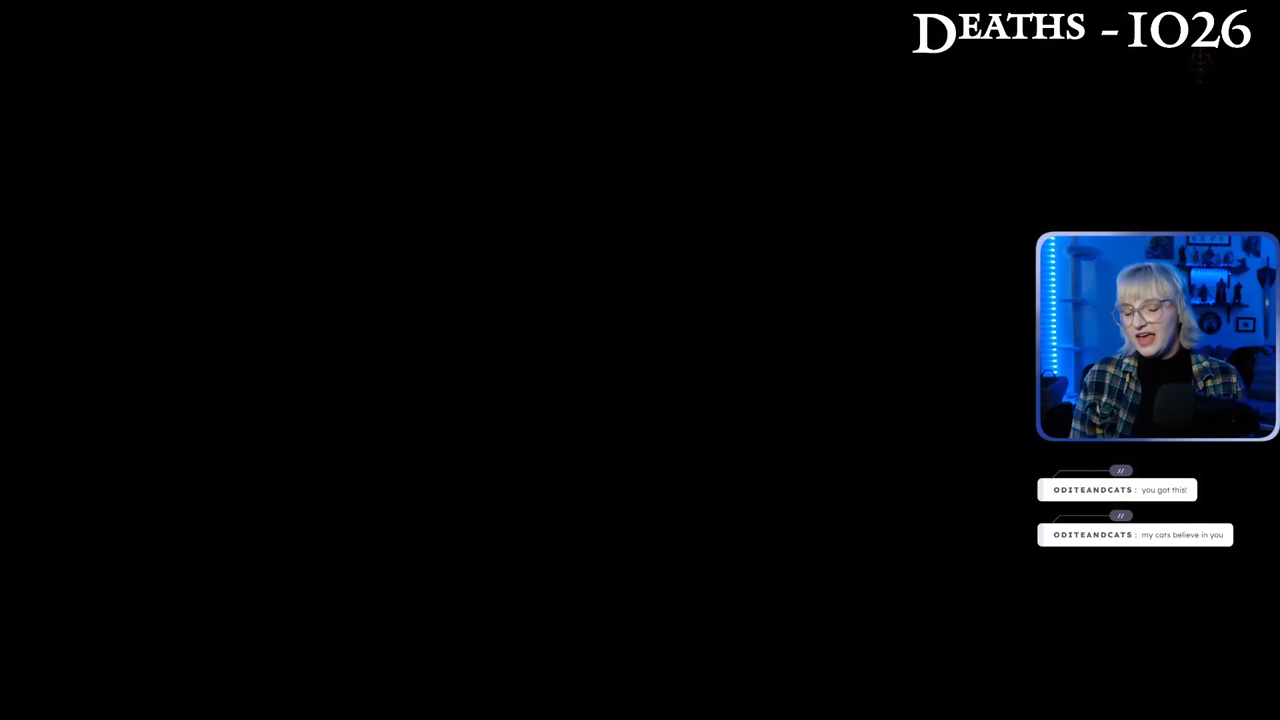 DEATHS - 1026
//
ODITEANDCATS: you got this!
//
ODITEANDCATS: my cats believe in you